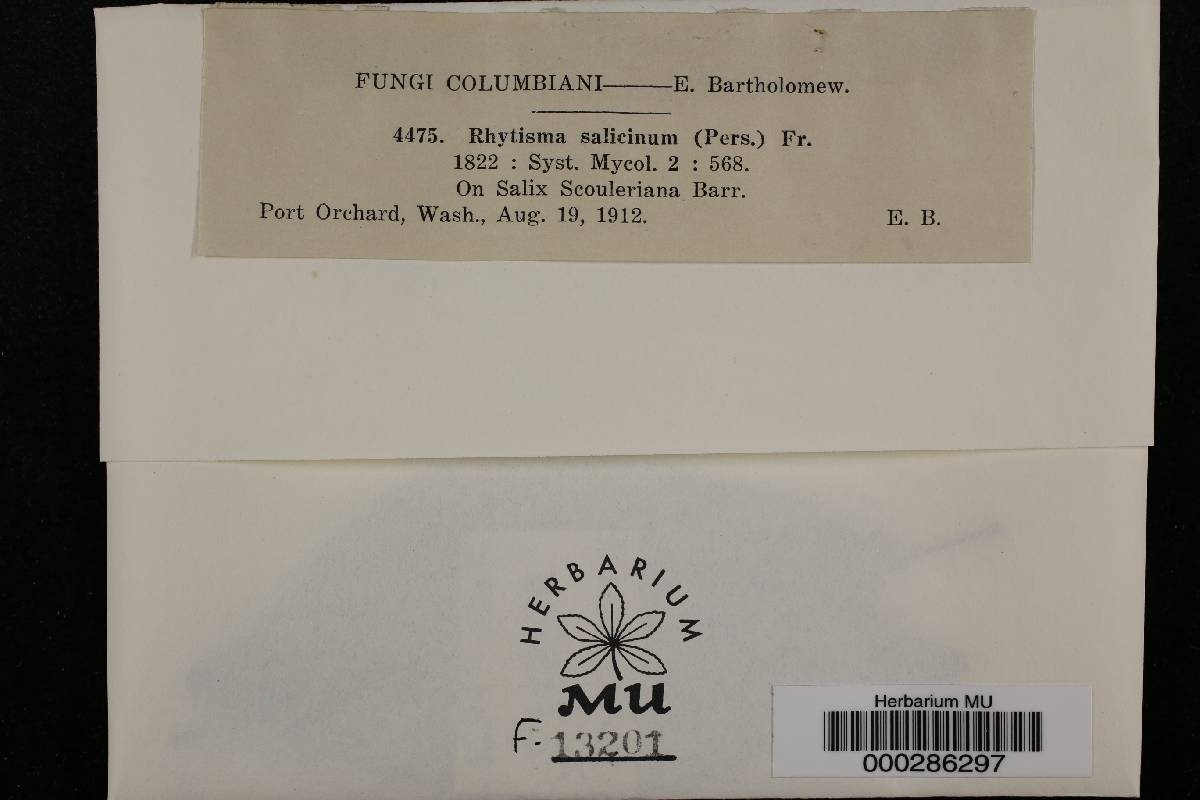 FUNGI COLUMBIANI——E. Bartholomew.
4475. Rhytisma salicinum (Pers.) Fr.
1822 : Syst. Mycol. 2 : 568.
On Salix Scouleriana Barr.
Port Orchard, Wash., Aug. 19, 1912. E. B.
HERBARIUM
MU
F. 13201
Herbarium MU
000286297